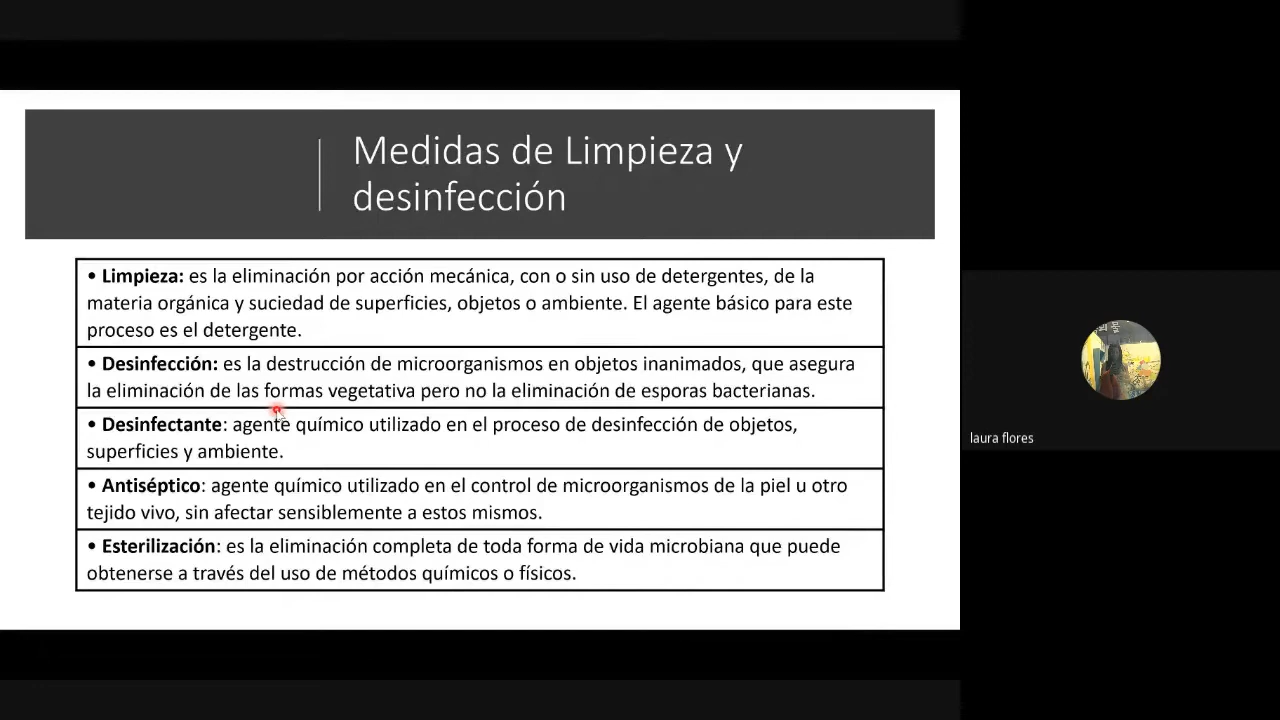 Medidas de Limpieza y
desinfección
• Limpieza: es la eliminación por acción mecánica, con o sin uso de detergentes, de la
materia orgánica y suciedad de superficies, objetos o ambiente. El agente básico para este
proceso es el detergente.
• Desinfección: es la destrucción de microorganismos en objetos inanimados, que asegura
la eliminación de las formas vegetativa pero no la eliminación de esporas bacterianas.
• Desinfectante: agente químico utilizado en el proceso de desinfección de objetos,
superficies y ambiente.
• Antiséptico: agente químico utilizado en el control de microorganismos de la piel u otro
tejido vivo, sin afectar sensiblemente a estos mismos.
• Esterilización: es la eliminación completa de toda forma de vida microbiana que puede
obtenerse a través del uso de métodos químicos o físicos.
laura flores